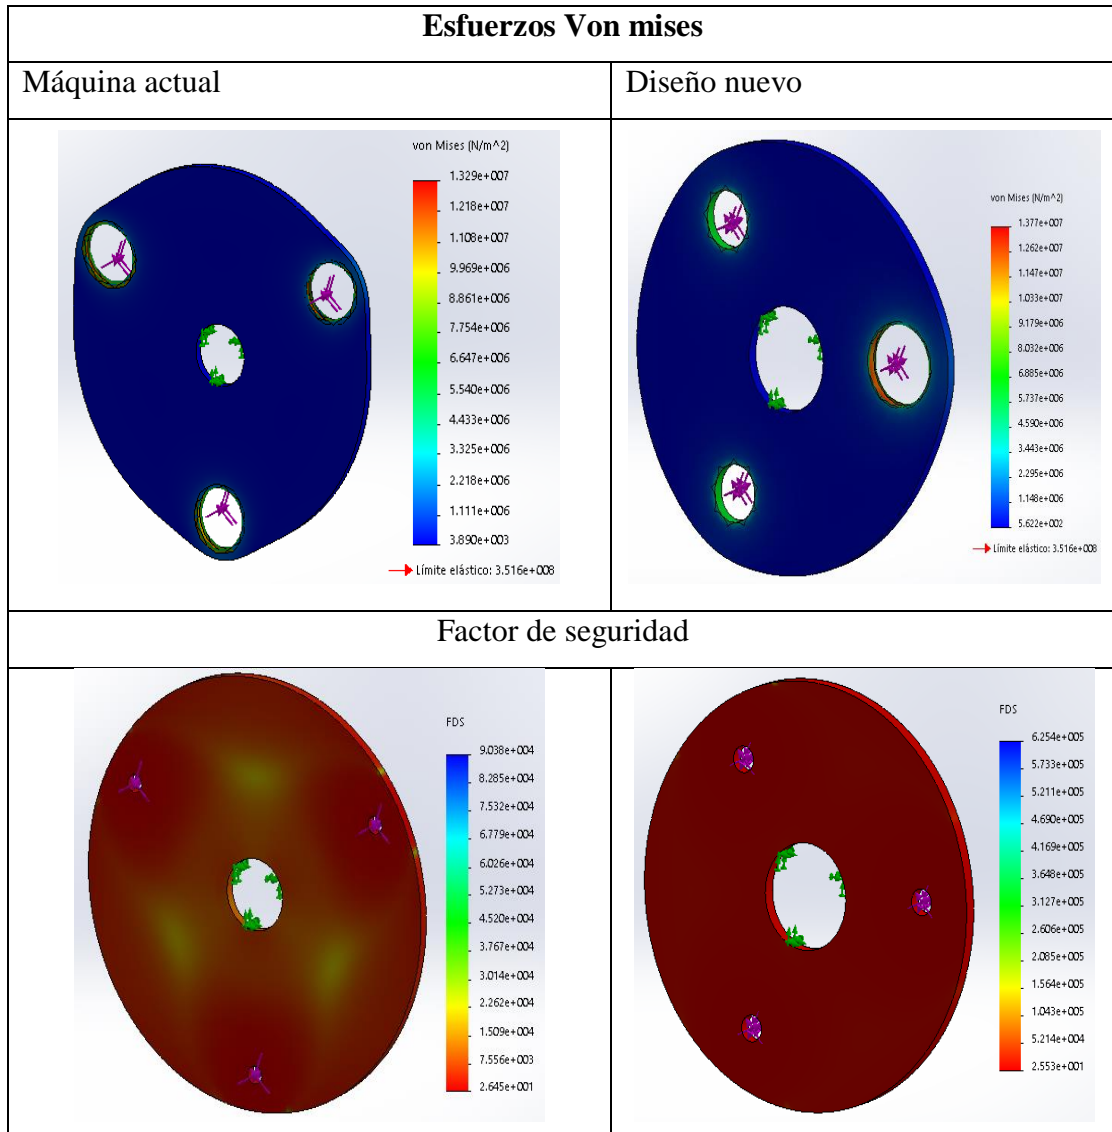 Esfuerzos Von mises
Máquina actual
Diseño nuevo
von Mises (N/m^2)
1.329e+007
1.218e+007
1.108e+007
9.969e+006
8.861e+006
7.754e+006
6.647e+006
5.540e+006
4.433e+006
3.325e+006
2.218e+006
1.111e+006
3.890e+003
Límite elástico: 3.516e+008
von Mises (N/m^2)
1.377e+007
1.262e+007
1.147e+007
1.033e+007
9.179e+006
8.032e+006
6.885e+006
5.737e+006
4.590e+006
3.443e+006
2.295e+006
1.148e+006
5.622e+002
Límite elástico: 3.516e+008
Factor de seguridad
FDS
9.038e+004
8.285e+004
7.532e+004
6.779e+004
6.026e+004
5.273e+004
4.520e+004
3.767e+004
3.014e+004
2.262e+004
1.509e+004
7.556e+003
2.645e+001
FDS
6.254e+005
5.733e+005
5.211e+005
4.690e+005
4.169e+005
3.648e+005
3.127e+005
2.606e+005
2.085e+005
1.564e+005
1.043e+005
5.214e+004
2.553e+001